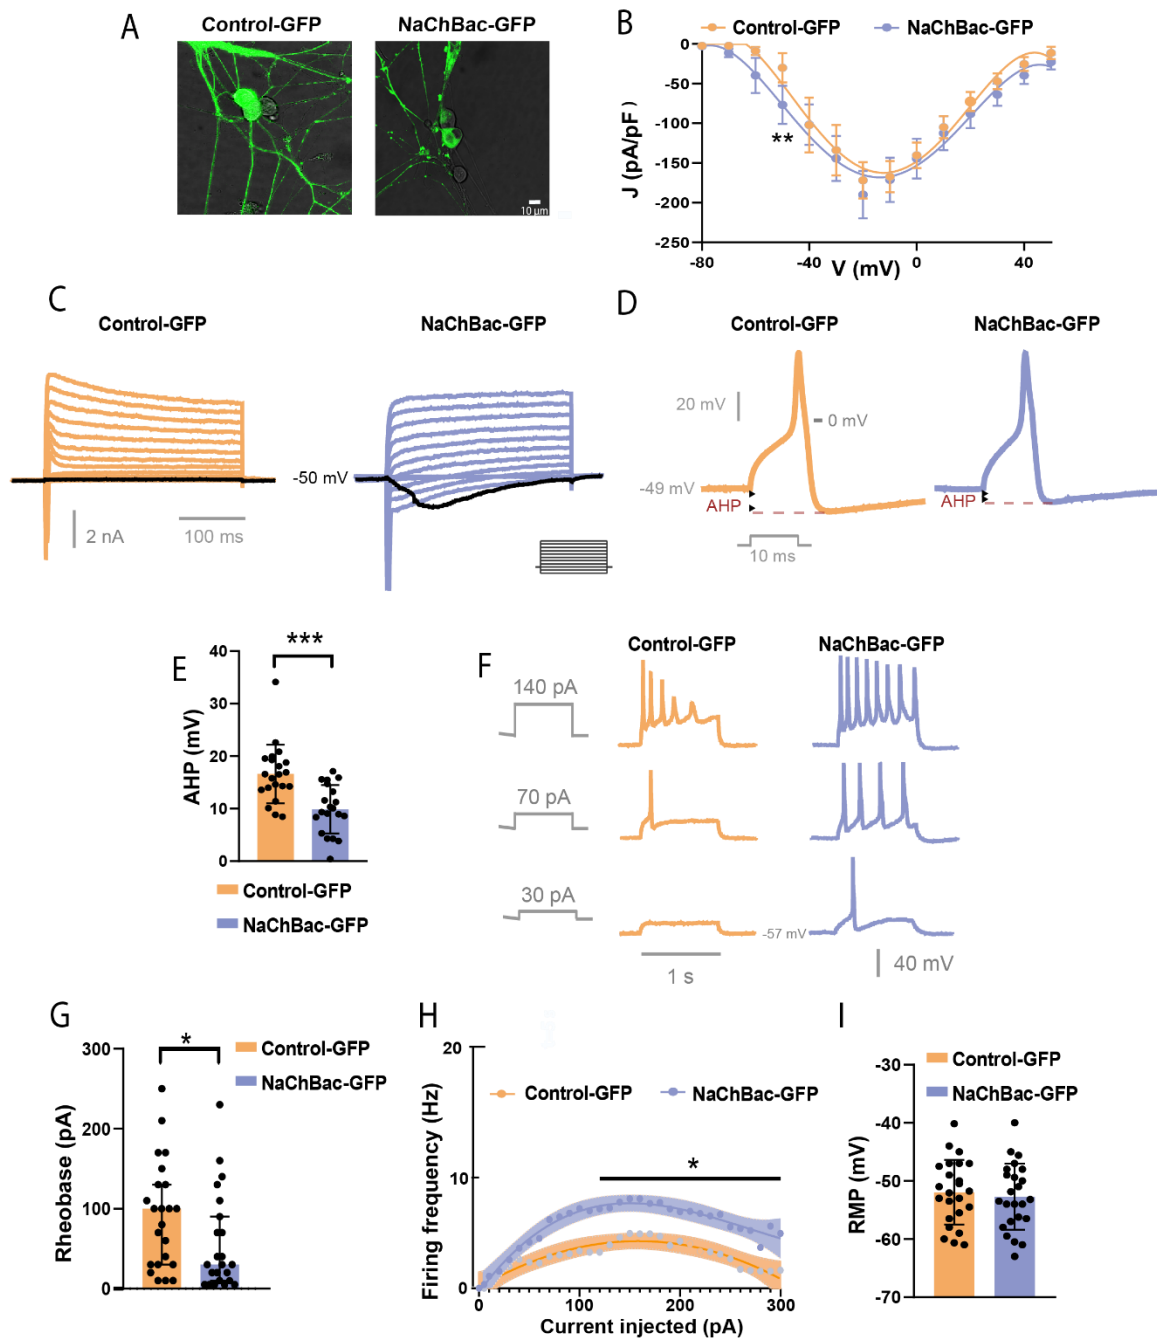 A
Control-GFP
NaChBac-GFP
10 µm
B
Control-GFP
NaChBac-GFP
0
-50
-100
-150
-200
-250
J (pA/pF)
**
-80
-40
0
40
V (mV)
C
Control-GFP
NaChBac-GFP
-50 mV
2 nA
100 ms
D
Control-GFP
NaChBac-GFP
20 mV
0 mV
-49 mV
AHP
AHP
10 ms
E
***
40
30
20
10
0
AHP (mV)
Control-GFP
NaChBac-GFP
F
Control-GFP
NaChBac-GFP
140 pA
70 pA
30 pA
-57 mV
1 s
40 mV
G
*
300
200
100
0
Rheobase (pA)
Control-GFP
NaChBac-GFP
H
20
10
0
Firing frequency (Hz)
Control-GFP
NaChBac-GFP
*
0
100
200
300
Current injected (pA)
I
Control-GFP
NaChBac-GFP
-30
-40
-50
-60
-70
RMP (mV)